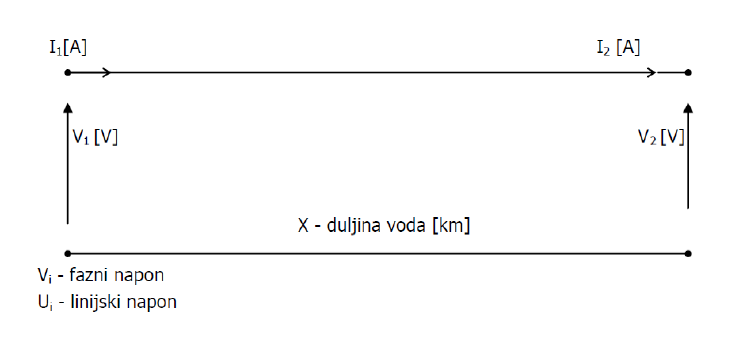 I₁[A]
I₂ [A]
V₁ [V]
V₂ [V]
X - duljina voda [km]
Vᵢ - fazni napon
Uᵢ - linijski napon